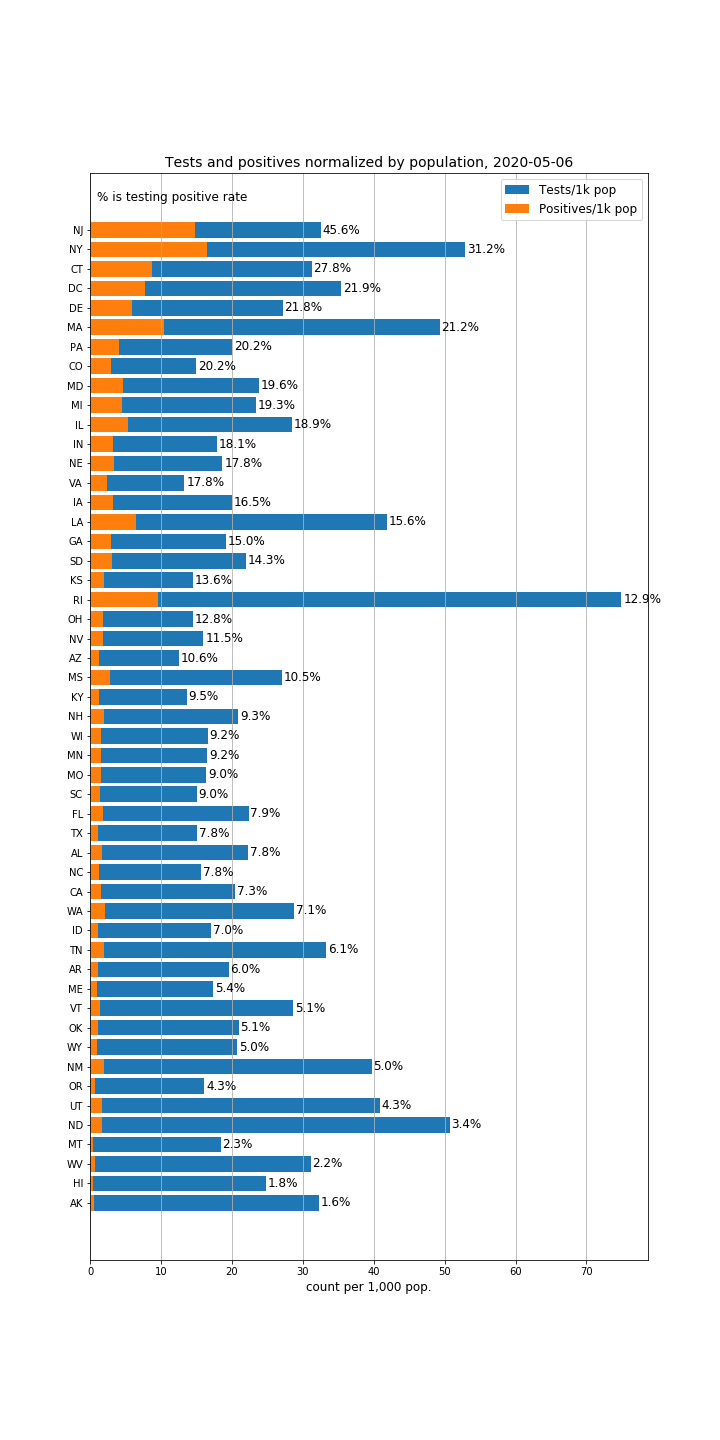 Tests and positives normalized by population, 2020-05-06
% is testing positive rate
Tests/1k pop
Positives/1k pop
NJ 45.6%
NY 31.2%
CT 27.8%
DC 21.9%
DE 21.8%
MA 21.2%
PA 20.2%
CO 20.2%
MD 19.6%
MI 19.3%
IL 18.9%
IN 18.1%
NE 17.8%
VA 17.8%
IA 16.5%
LA 15.6%
GA 15.0%
SD 14.3%
KS 13.6%
RI 12.9%
OH 12.8%
NV 11.5%
AZ 10.6%
MS 10.5%
KY 9.5%
NH 9.3%
WI 9.2%
MN 9.2%
MO 9.0%
SC 9.0%
FL 7.9%
TX 7.8%
AL 7.8%
NC 7.8%
CA 7.3%
WA 7.1%
ID 7.0%
TN 6.1%
AR 6.0%
ME 5.4%
VT 5.1%
OK 5.1%
WY 5.0%
NM 5.0%
OR 4.3%
UT 4.3%
ND 3.4%
MT 2.3%
WV 2.2%
HI 1.8%
AK 1.6%
0 10 20 30 40 50 60 70
count per 1,000 pop.